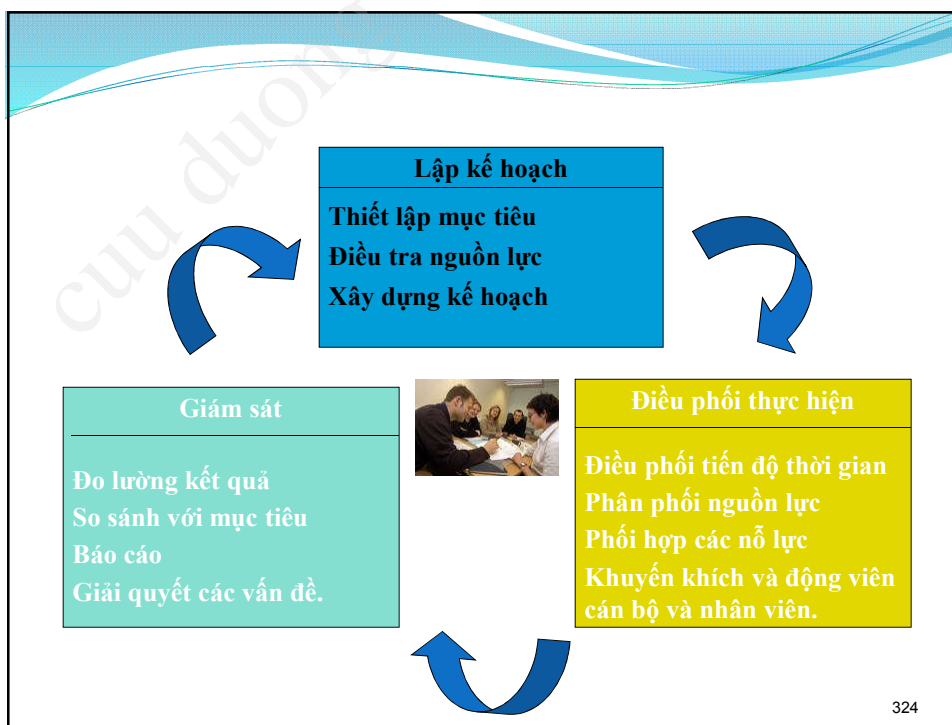 cuu duong
Lập kế hoạch
Thiết lập mục tiêu
Điều tra nguồn lực
Xây dựng kế hoạch
Giám sát
Đo lường kết quả
So sánh với mục tiêu
Báo cáo
Giải quyết các vấn đề.
Điều phối thực hiện
Điều phối tiến độ thời gian
Phân phối nguồn lực
Phối hợp các nỗ lực
Khuyến khích và động viên
cán bộ và nhân viên.
324